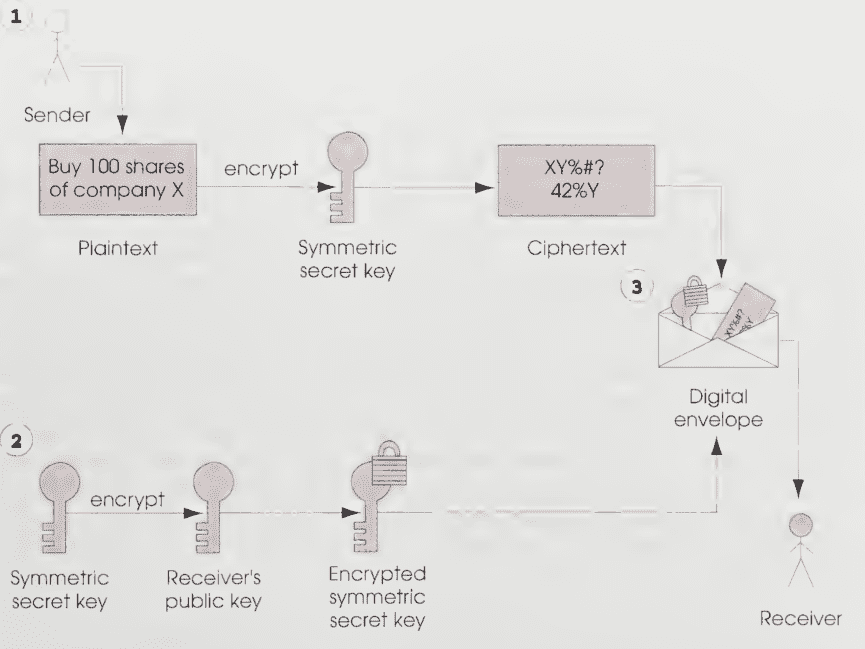 1
Sender
Buy 100 shares
of company X
encrypt
Plaintext
Symmetric
secret key
XY%#?
42%Y
Ciphertext
3
XY%#?
%Y
Digital
envelope
2
encrypt
Symmetric
secret key
Receiver's
public key
Encrypted
symmetric
secret key
Receiver